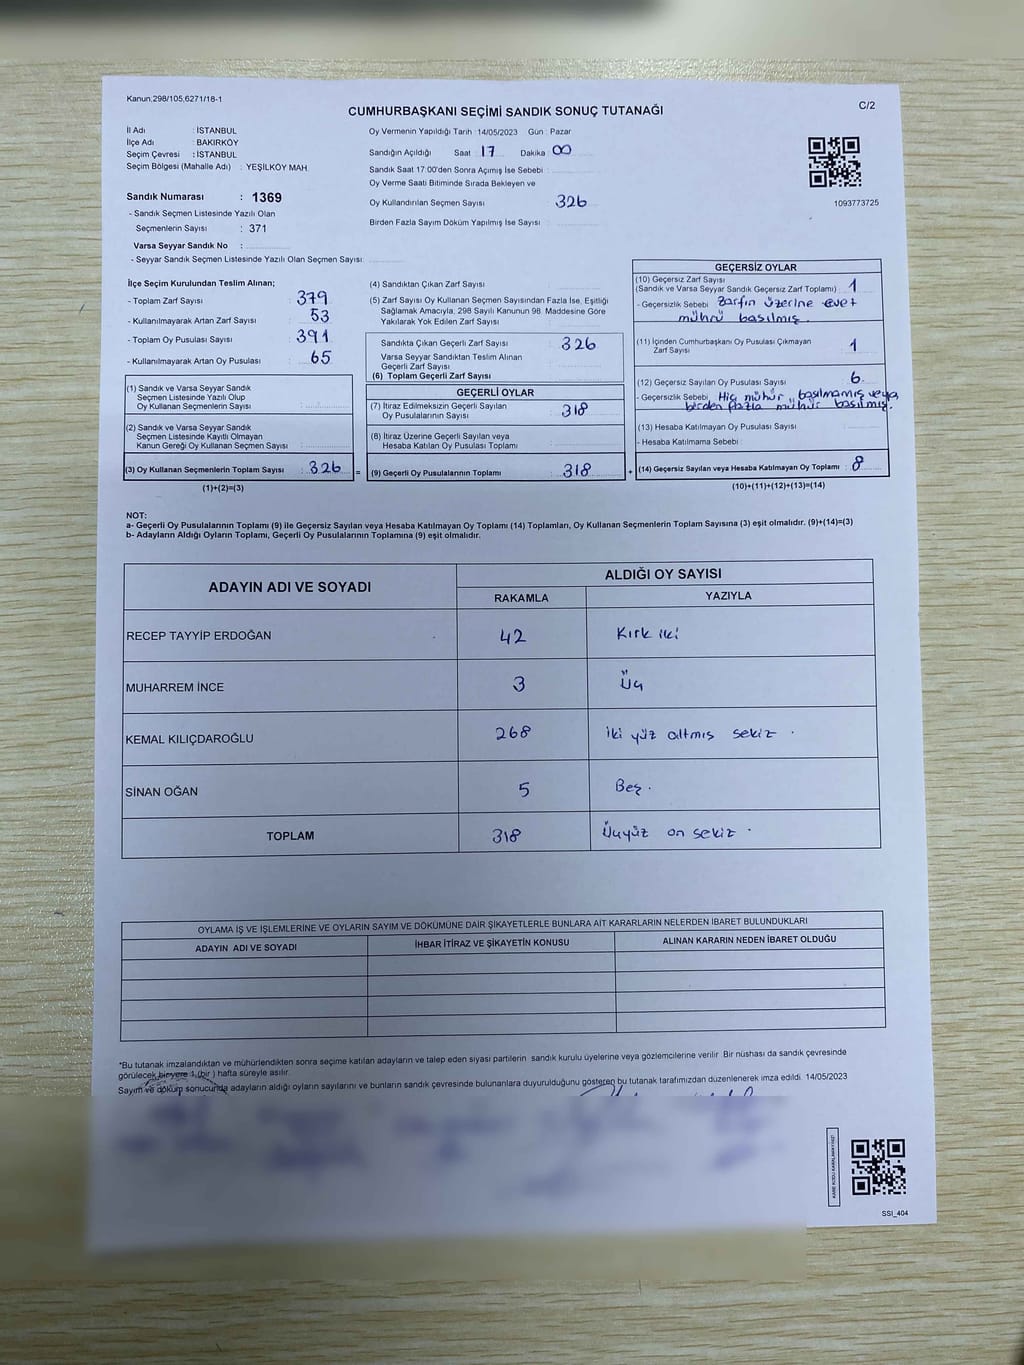 Kanun.298/105,6271/18-1
C/2
CUMHURBAŞKANI SEÇİMİ SANDIK SONUÇ TUTANAĞI
İl Adı : İSTANBUL
İlçe Adı : BAKIRKÖY
Seçim Çevresi : İSTANBUL
Seçim Bölgesi (Mahalle Adı) : YEŞİLKÖY MAH
Sandık Numarası : 1369
- Sandık Seçmen Listesinde Yazılı Olan
Seçmenlerin Sayısı : 371
Varsa Seyyar Sandık No :
- Seyyar Sandık Seçmen Listesinde Yazılı Olan Seçmen Sayısı:
Oy Vermenin Yapıldığı Tarih : 14/05/2023 Gün : Pazar
Sandığın Açıldığı Saat 17 Dakika 00
Sandık Saat 17:00'den Sonra Açımış İse Sebebi :
Oy Verme Saati Bitiminde Sırada Bekleyen ve
Oy Kullandırılan Seçmen Sayısı : 326
Birden Fazla Sayım Döküm Yapılmış İse Sayısı :
1093773725
İlçe Seçim Kurulundan Teslim Alınan;
- Toplam Zarf Sayısı : 379
- Kullanılmayarak Artan Zarf Sayısı : 53
- Toplam Oy Pusulası Sayısı : 391
- Kullanılmayarak Artan Oy Pusulası : 65
(1) Sandık ve Varsa Seyyar Sandık
Seçmen Listesinde Yazılı Olup
Oy Kullanan Seçmenlerin Sayısı :
(2) Sandık ve Varsa Seyyar Sandık
Seçmen Listesinde Kayıtlı Olmayan
Kanun Gereği Oy Kullanan Seçmen Sayısı :
(3) Oy Kullanan Seçmenlerin Toplam Sayısı : 326 =
(1)+(2)=(3)
(4) Sandıktan Çıkan Zarf Sayısı :
(5) Zarf Sayısı Oy Kullanan Seçmen Sayısından Fazla İse, Eşitliği
Sağlamak Amacıyla, 298 Sayılı Kanunun 98. Maddesine Göre
Yakılarak Yok Edilen Zarf Sayısı :
Sandıkta Çıkan Geçerli Zarf Sayısı : 326
Varsa Seyyar Sandıktan Teslim Alınan
Geçerli Zarf Sayısı :
(6) Toplam Geçerli Zarf Sayısı :
GEÇERLİ OYLAR
(7) İtiraz Edilmeksizin Geçerli Sayılan
Oy Pusulalarının Sayısı : 318
(8) İtiraz Üzerine Geçerli Sayılan veya
Hesaba Katılan Oy Pusulası Toplamı :
(9) Geçerli Oy Pusulalarının Toplamı : 318 +
GEÇERSİZ OYLAR
(10) Geçersiz Zarf Sayısı
(Sandık ve Varsa Seyyar Sandık Geçersiz Zarf Toplamı) : 1
- Geçersizlik Sebebi : Zarfın üzerine evet
mührü basılmış.
(11) İçinden Cumhurbaşkanı Oy Pusulası Çıkmayan
Zarf Sayısı : 1
(12) Geçersiz Sayılan Oy Pusulası Sayısı : 6.
- Geçersizlik Sebebi : Hiç mühür basılmamış veya
birden fazla mühür basılmış.
(13) Hesaba Katılmayan Oy Pusulası Sayısı :
- Hesaba Katılmama Sebebi :
(14) Geçersiz Sayılan veya Hesaba Katılmayan Oy Toplamı : 8
(10)+(11)+(12)+(13)=(14)
NOT:
a- Geçerli Oy Pusulalarının Toplamı (9) ile Geçersiz Sayılan veya Hesaba Katılmayan Oy Toplamı (14) Toplamları, Oy Kullanan Seçmenlerin Toplam Sayısına (3) eşit olmalıdır. (9)+(14)=(3)
b- Adayların Aldığı Oyların Toplamı, Geçerli Oy Pusulalarının Toplamına (9) eşit olmalıdır.
ADAYIN ADI VE SOYADI
ALDIĞI OY SAYISI
RAKAMLA YAZIYLA
RECEP TAYYİP ERDOĞAN 42 Kırk iki
MUHARREM İNCE 3 Üç
KEMAL KILIÇDAROĞLU 268 iki yüz altmış sekiz .
SİNAN OĞAN 5 Beş.
TOPLAM 318 Üçyüz on sekiz .
OYLAMA İŞ VE İŞLEMLERİNE VE OYLARIN SAYIM VE DÖKÜMÜNE DAİR ŞİKAYETLERLE BUNLARA AİT KARARLARIN NELERDEN İBARET BULUNDUKLARI
ADAYIN ADI VE SOYADI İHBAR İTİRAZ VE ŞİKAYETİN KONUSU ALINAN KARARIN NEDEN İBARET OLDUĞU
*Bu tutanak imzalandıktan ve mühürlendikten sonra seçime katılan adayların ve talep eden siyasi partilerin sandık kurulu üyelerine veya gözlemcilerine verilir Bir nüshası da sandık çevresinde
görülecek bir yere 1 (bir ) hafta süreyle asılır.
Sayım ve döküm sonucunda adayların aldığı oyların sayılarını ve bunların sandık çevresinde bulunanlara duyurulduğunu gösteren bu tutanak tarafımızdan düzenlenerek imza edildi. 14/05/2023
SSI_404